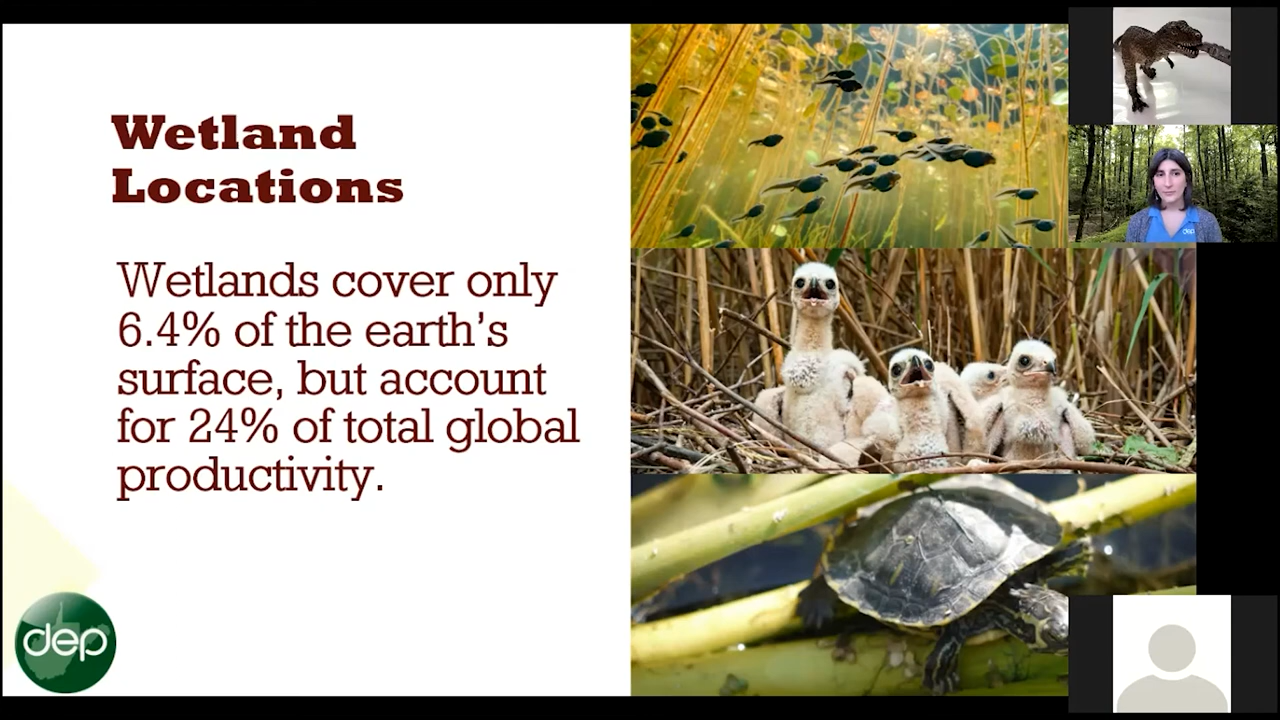 Wetland
Locations
Wetlands cover only
6.4% of the earth's
surface, but account
for 24% of total global
productivity.
dep
dep